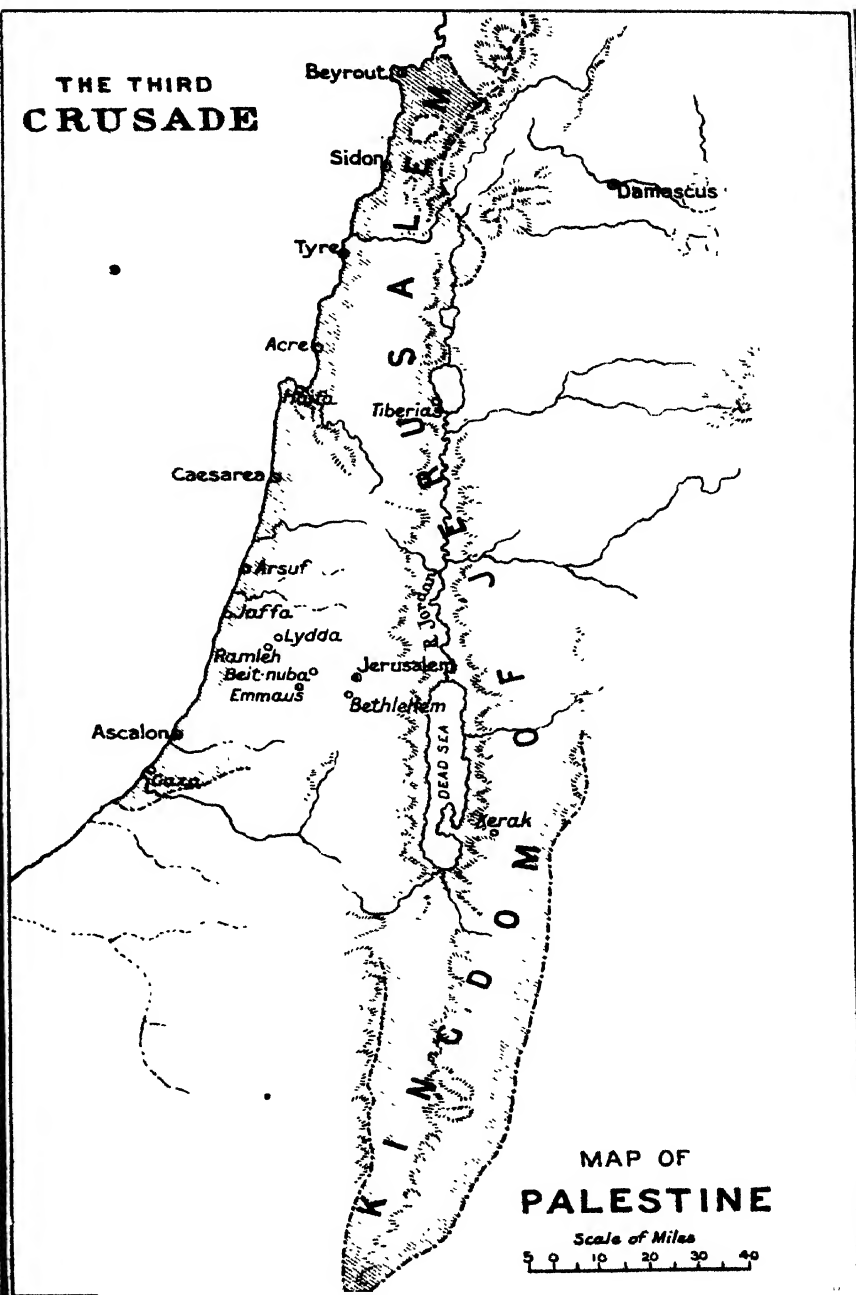 THE THIRD
CRUSADE
Beyrout
Sidon
Damascus
Tyre
Acre
Haifa
Tiberias
Caesarea
Arsuf
Jaffa
Lydda
Ramleh
Beit-nuba
Emmaus
R. Jordan
Jerusalem
Bethlehem
Ascalon
Gaza
DEAD SEA
Kerak
KINGDOM OF JERUSALEM
MAP OF
PALESTINE
Scale of Miles
5 0 10 20 30 40